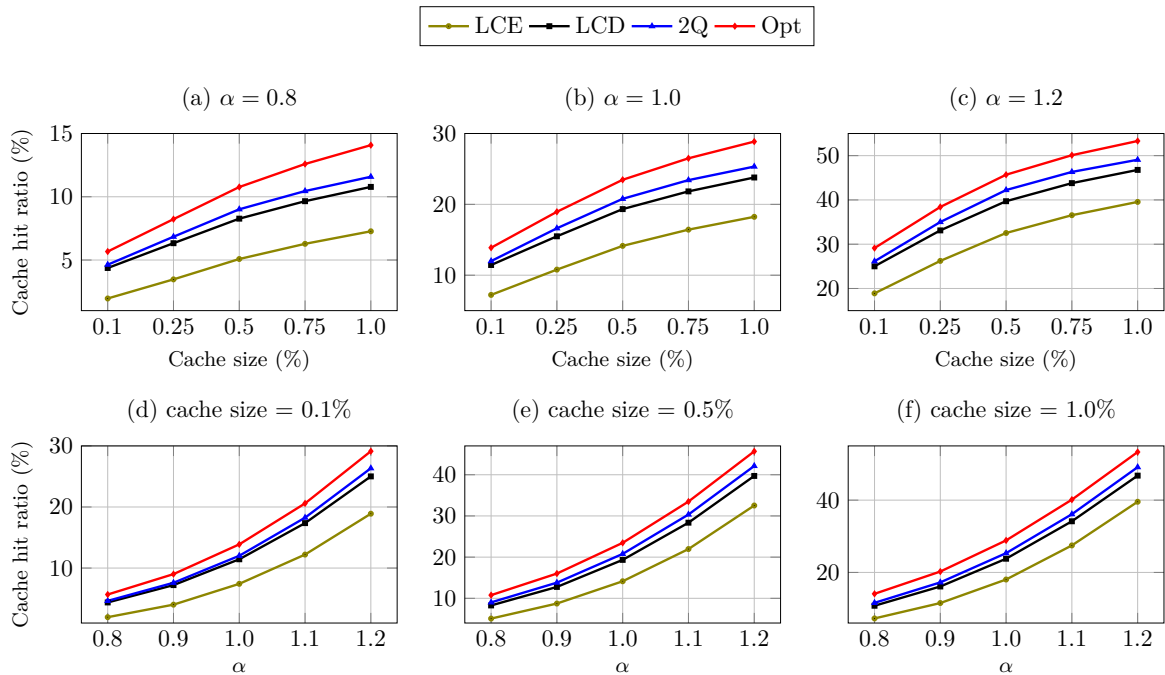 LCE LCD 2Q Opt
(a) α = 0.8
(b) α = 1.0
(c) α = 1.2
Cache hit ratio (%)
15
10
5
0.1 0.25 0.5 0.75 1.0
Cache size (%)
30
20
10
0.1 0.25 0.5 0.75 1.0
Cache size (%)
50
40
30
20
0.1 0.25 0.5 0.75 1.0
Cache size (%)
(d) cache size = 0.1%
(e) cache size = 0.5%
(f) cache size = 1.0%
Cache hit ratio (%)
30
20
10
0.8 0.9 1.0 1.1 1.2
α
40
30
20
10
0.8 0.9 1.0 1.1 1.2
α
40
20
0.8 0.9 1.0 1.1 1.2
α